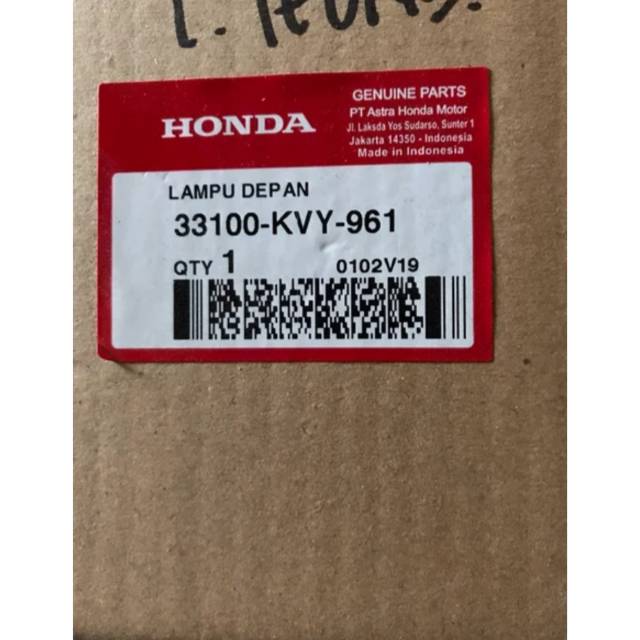 GENUINE PARTS
PT Astra Honda Motor
Jl. Laksda Yos Sudarso, Sunter 1
Jakarta 14350 - Indonesia
Made in Indonesia
HONDA
LAMPU DEPAN
33100-KVY-961
QTY 1 0102V19